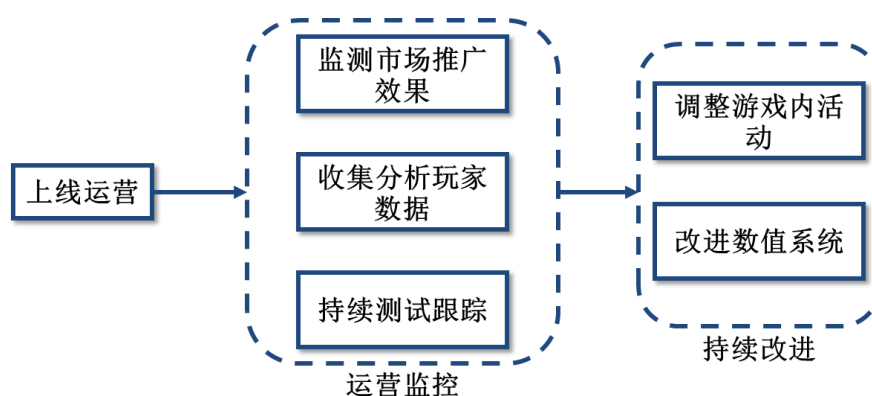 上线运营
监测市场推广
效果
收集分析玩家
数据
持续测试跟踪
运营监控
调整游戏内活
动
改进数值系统
持续改进